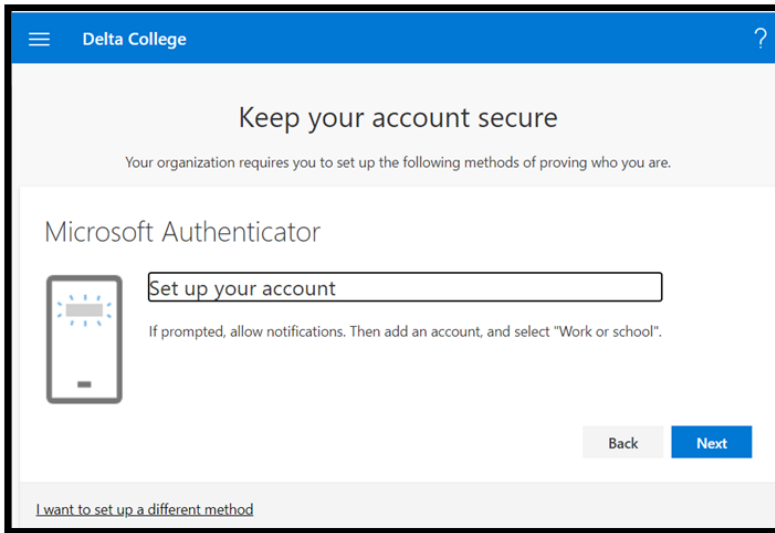 Delta College ?
Keep your account secure
Your organization requires you to set up the following methods of proving who you are.
Microsoft Authenticator
Set up your account
If prompted, allow notifications. Then add an account, and select "Work or school".
Back Next
I want to set up a different method